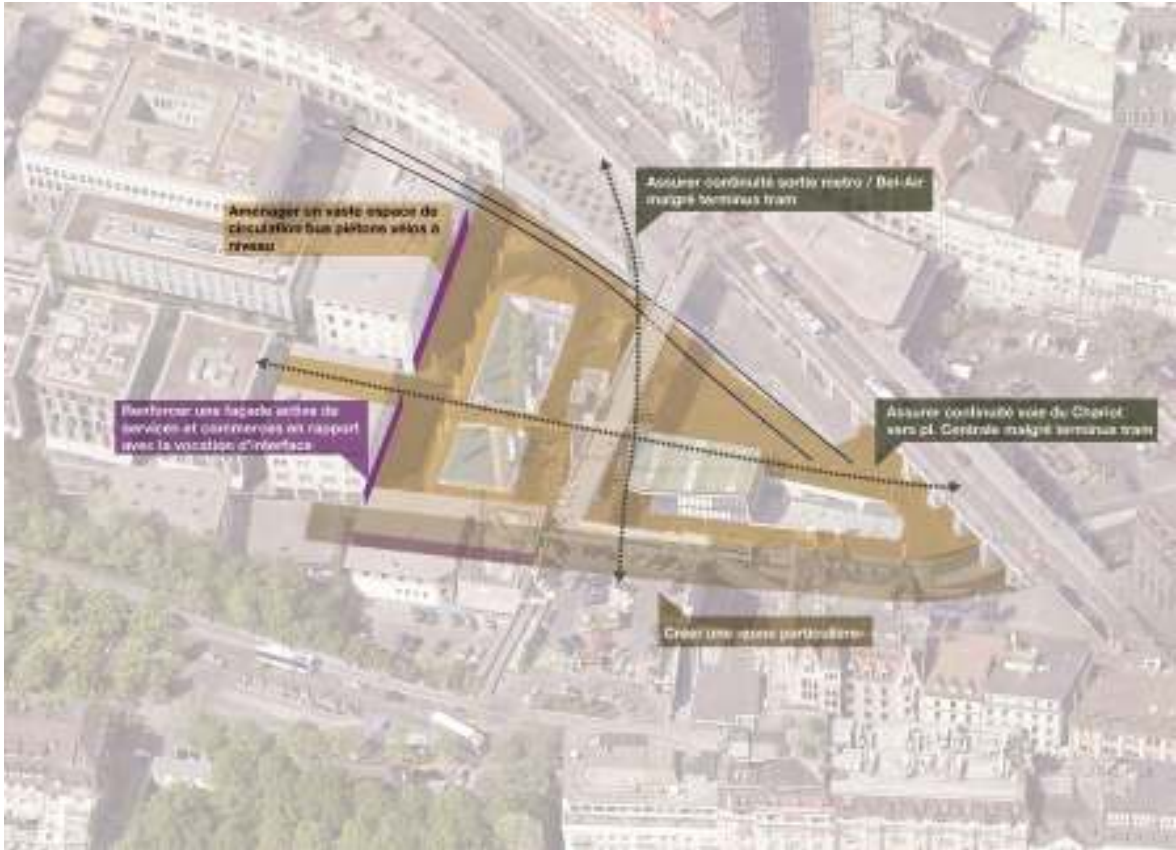 Assurer continuité sortie metro / Bel-Air
malgré terminus tram
Aménager un vaste espace de
circulation bus piétons vélos à
niveau
Renforcer une façade active de
services et commerces en rapport
avec la vocation d'interface
Assurer continuité voie du Chariot
vers pl. Centrale malgré terminus tram
Créer une
particulière